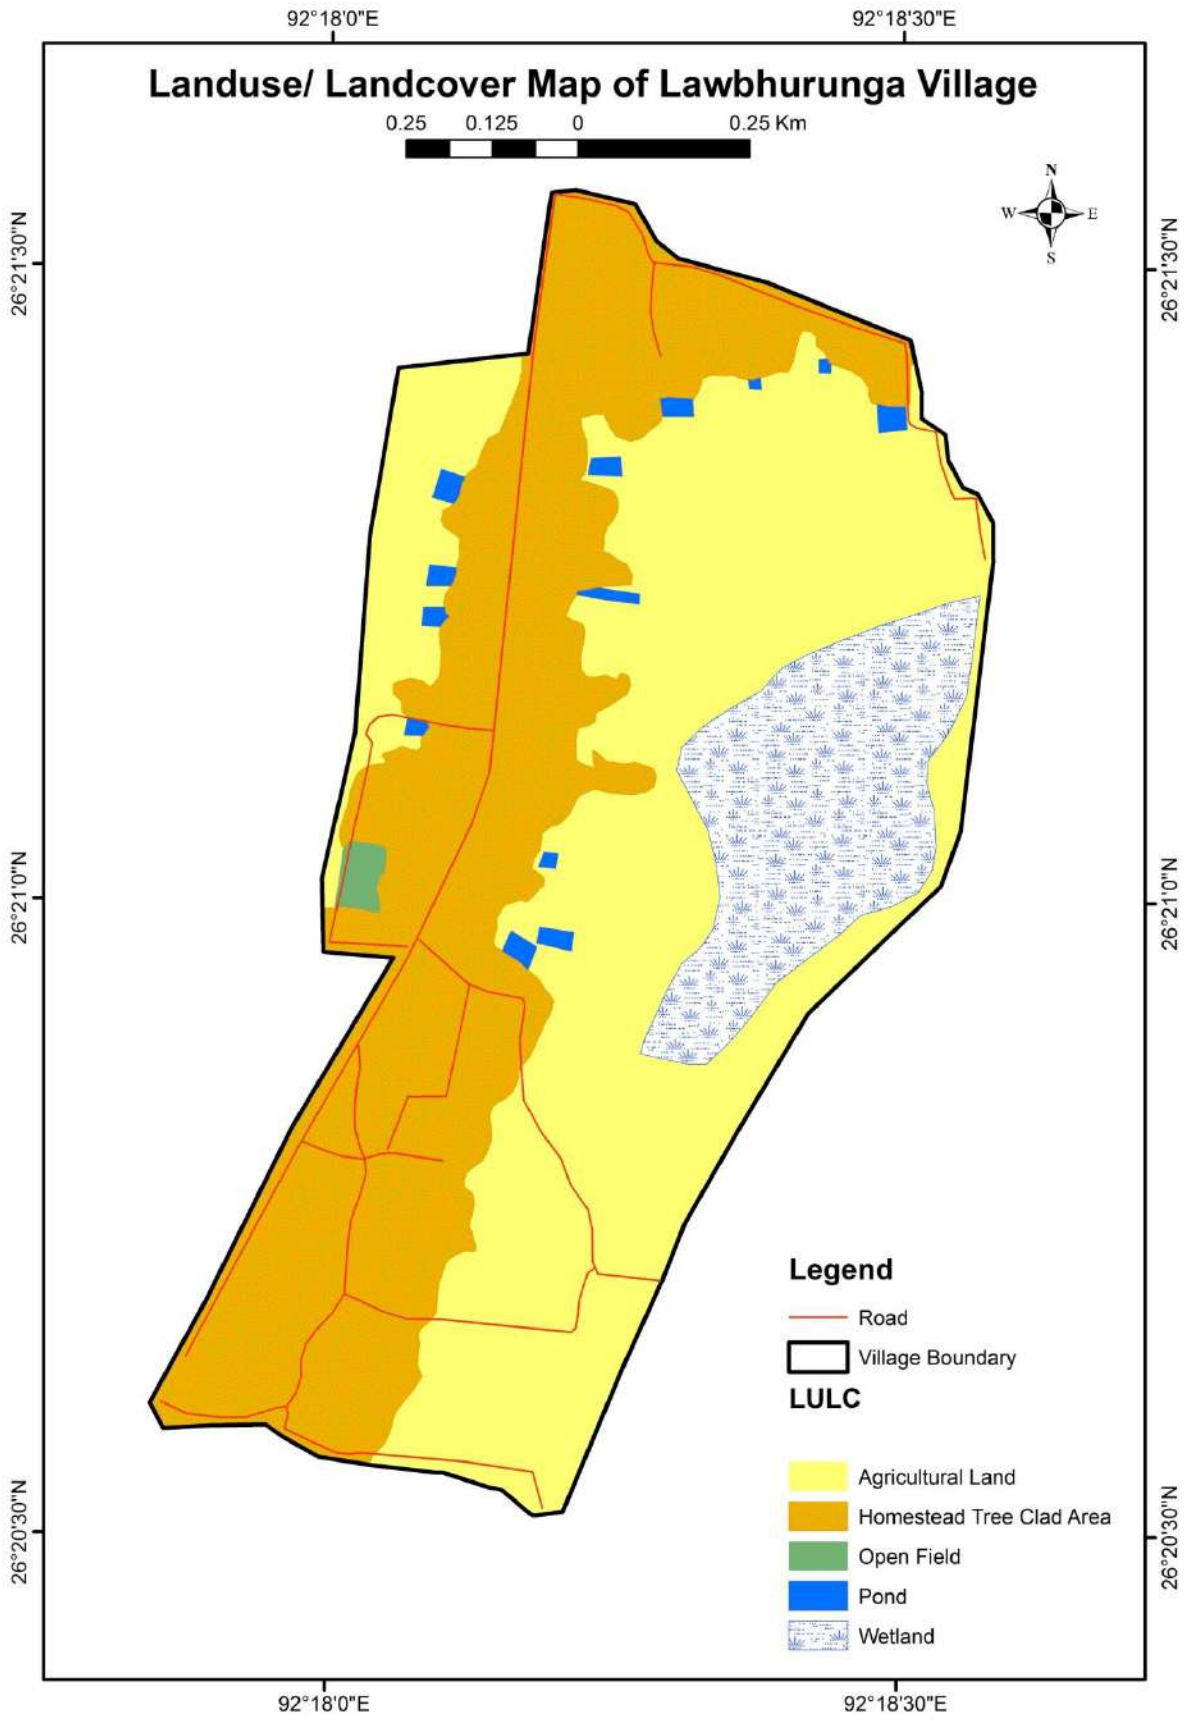 92°18'0"E 92°18'30"E
Landuse/ Landcover Map of Lawbhurunga Village
0.25 0.125 0 0.25 Km
N
W E
S
26°21'30"N 26°21'30"N
26°21'0"N 26°21'0"N
Legend
Road
Village Boundary
LULC
Agricultural Land
Homestead Tree Clad Area
Open Field
Pond
Wetland
26°20'30"N 26°20'30"N
92°18'0"E 92°18'30"E